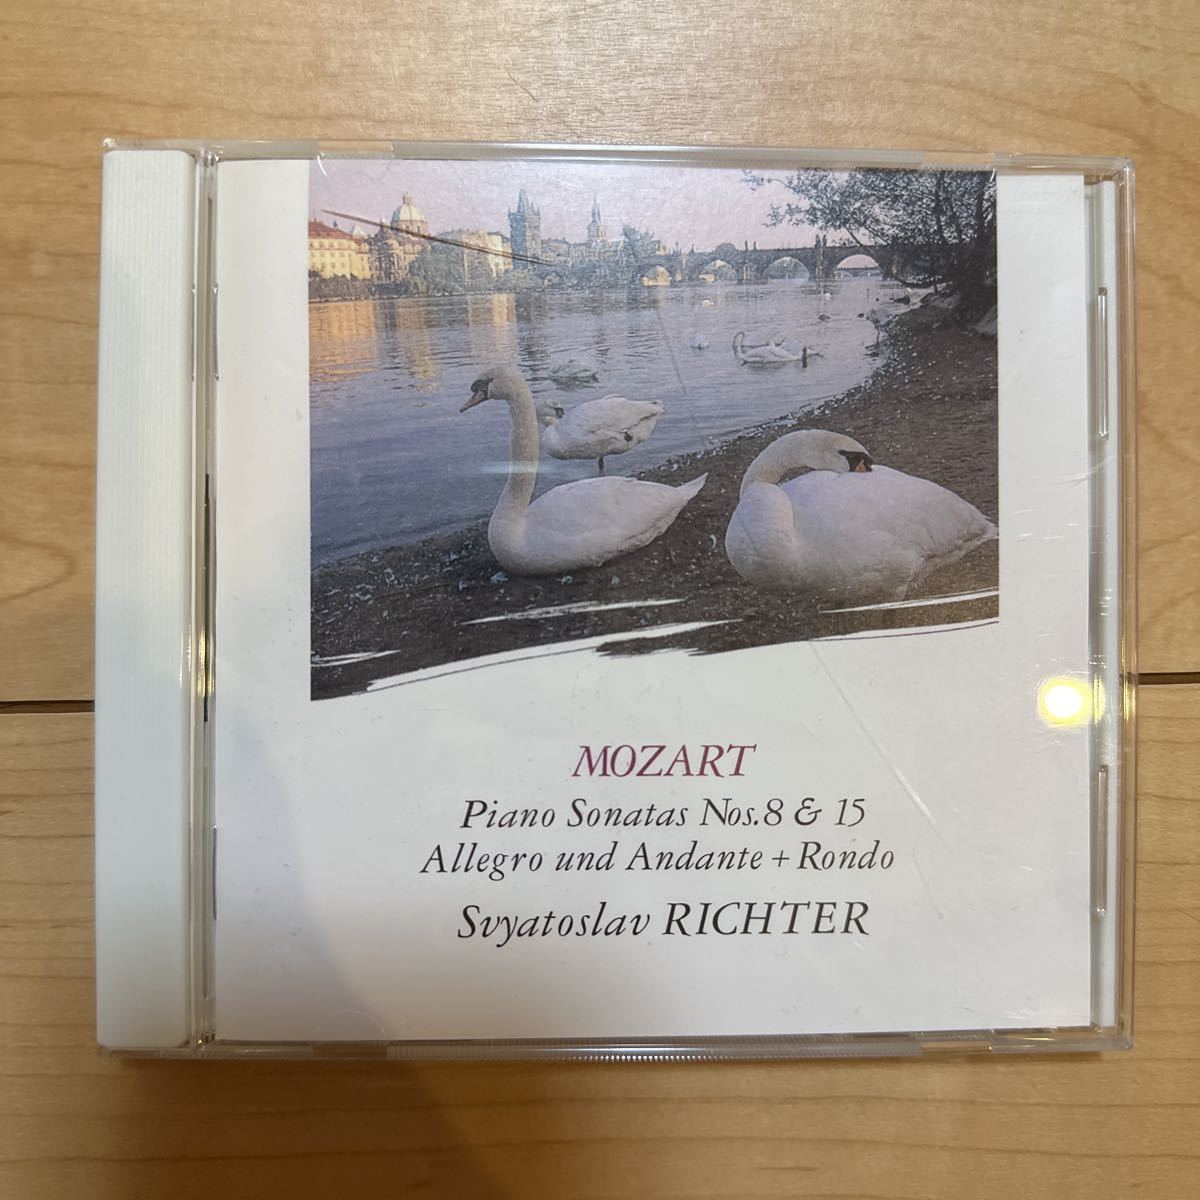 MOZART
Piano Sonatas Nos.8 & 15
Allegro und Andante + Rondo
Svyatoslav RICHTER